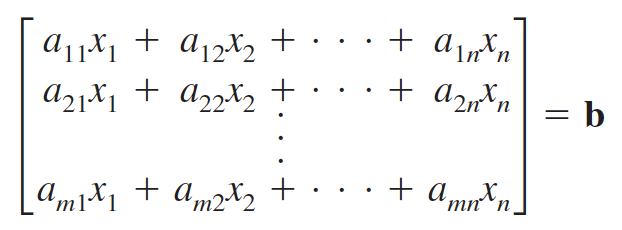 a₁₁x₁ + a₁₂x₂ + · · · + a₁ₙxₙ
a₂₁x₁ + a₂₂x₂ + · · · + a₂ₙxₙ
⋮ = b
aₘ₁x₁ + aₘ₂x₂ + · · · + aₘₙxₙ